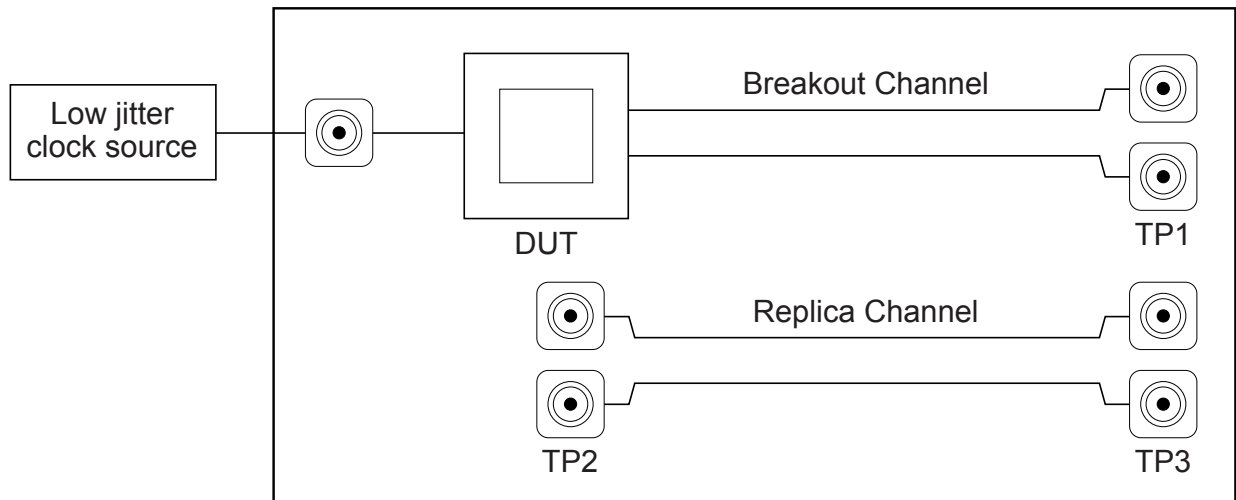 Low jitter
clock source
Breakout Channel
DUT
TP1
Replica Channel
TP2
TP3